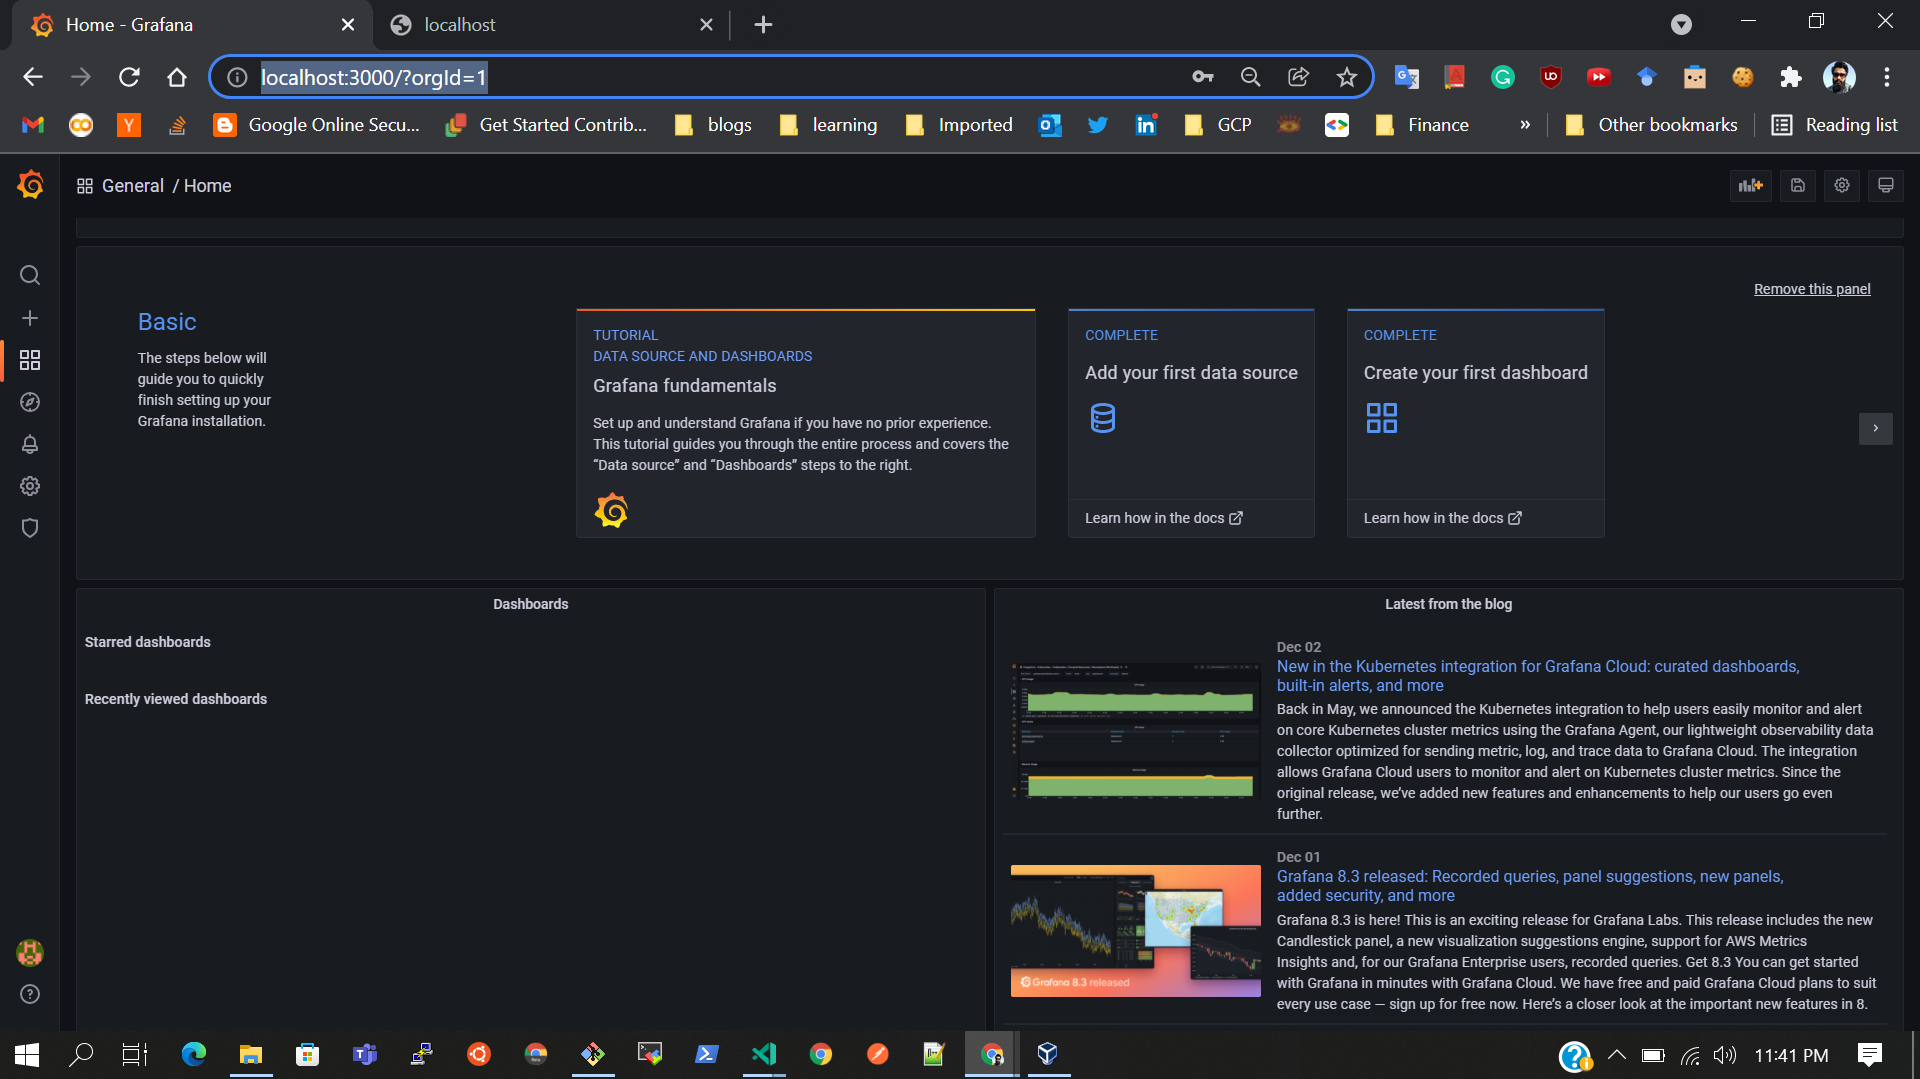 Home - Grafana
localhost
localhost:3000/?orgId=1
Google Online Secu...
Get Started Contrib...
blogs
learning
Imported
GCP
Finance
»
Other bookmarks
Reading list
General / Home
Remove this panel
Basic
The steps below will
guide you to quickly
finish setting up your
Grafana installation.
TUTORIAL
DATA SOURCE AND DASHBOARDS
Grafana fundamentals
Set up and understand Grafana if you have no prior experience.
This tutorial guides you through the entire process and covers the
“Data source” and “Dashboards” steps to the right.
COMPLETE
Add your first data source
Learn how in the docs
COMPLETE
Create your first dashboard
Learn how in the docs
Dashboards
Starred dashboards
Recently viewed dashboards
Latest from the blog
Dec 02
New in the Kubernetes integration for Grafana Cloud: curated dashboards,
built-in alerts, and more
Back in May, we announced the Kubernetes integration to help users easily monitor and alert
on core Kubernetes cluster metrics using the Grafana Agent, our lightweight observability data
collector optimized for sending metric, log, and trace data to Grafana Cloud. The integration
allows Grafana Cloud users to monitor and alert on Kubernetes cluster metrics. Since the
original release, we’ve added new features and enhancements to help our users go even
further.
Dec 01
Grafana 8.3 released: Recorded queries, panel suggestions, new panels,
added security, and more
Grafana 8.3 is here! This is an exciting release for Grafana Labs. This release includes the new
Candlestick panel, a new visualization suggestions engine, support for AWS Metrics
Insights and, for our Grafana Enterprise users, recorded queries. Get 8.3 You can get started
with Grafana in minutes with Grafana Cloud. We have free and paid Grafana Cloud plans to suit
every use case — sign up for free now. Here’s a closer look at the important new features in 8.
Grafana 8.3 released
11:41 PM